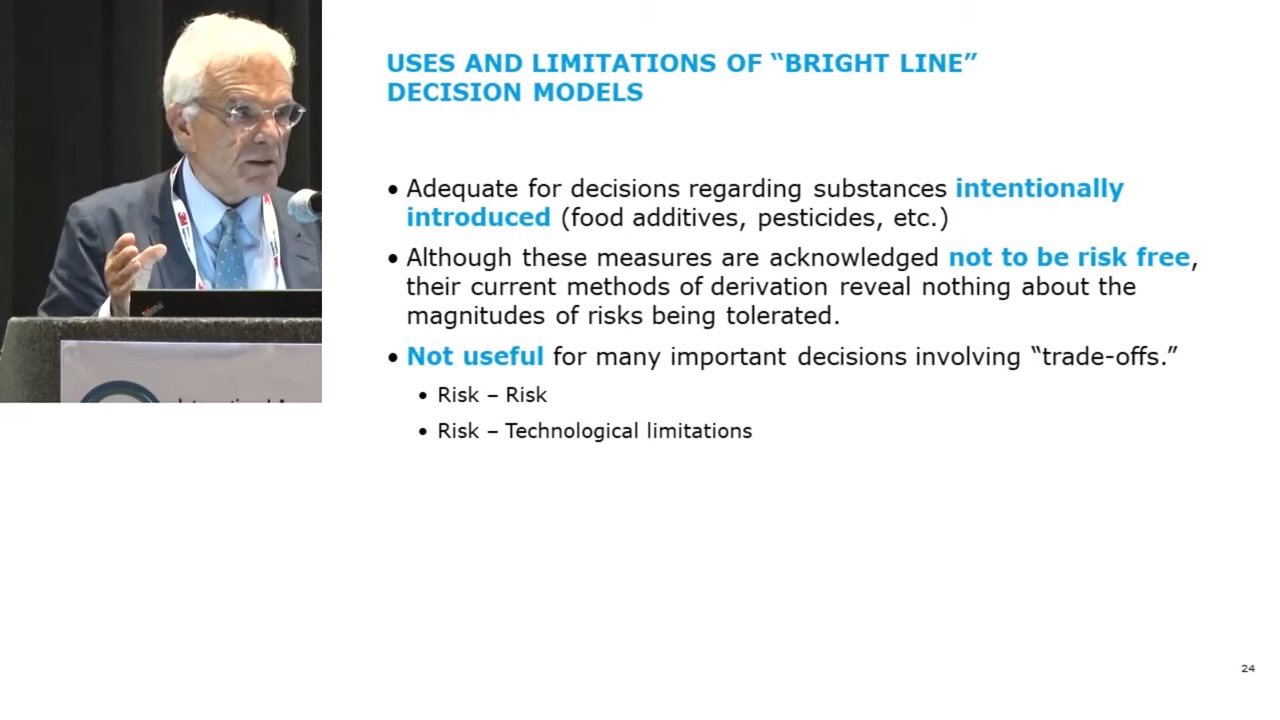 USES AND LIMITATIONS OF “BRIGHT LINE”
DECISION MODELS
• Adequate for decisions regarding substances intentionally
introduced (food additives, pesticides, etc.)
• Although these measures are acknowledged not to be risk free,
their current methods of derivation reveal nothing about the
magnitudes of risks being tolerated.
• Not useful for many important decisions involving “trade-offs.”
• Risk – Risk
• Risk – Technological limitations
3M
24